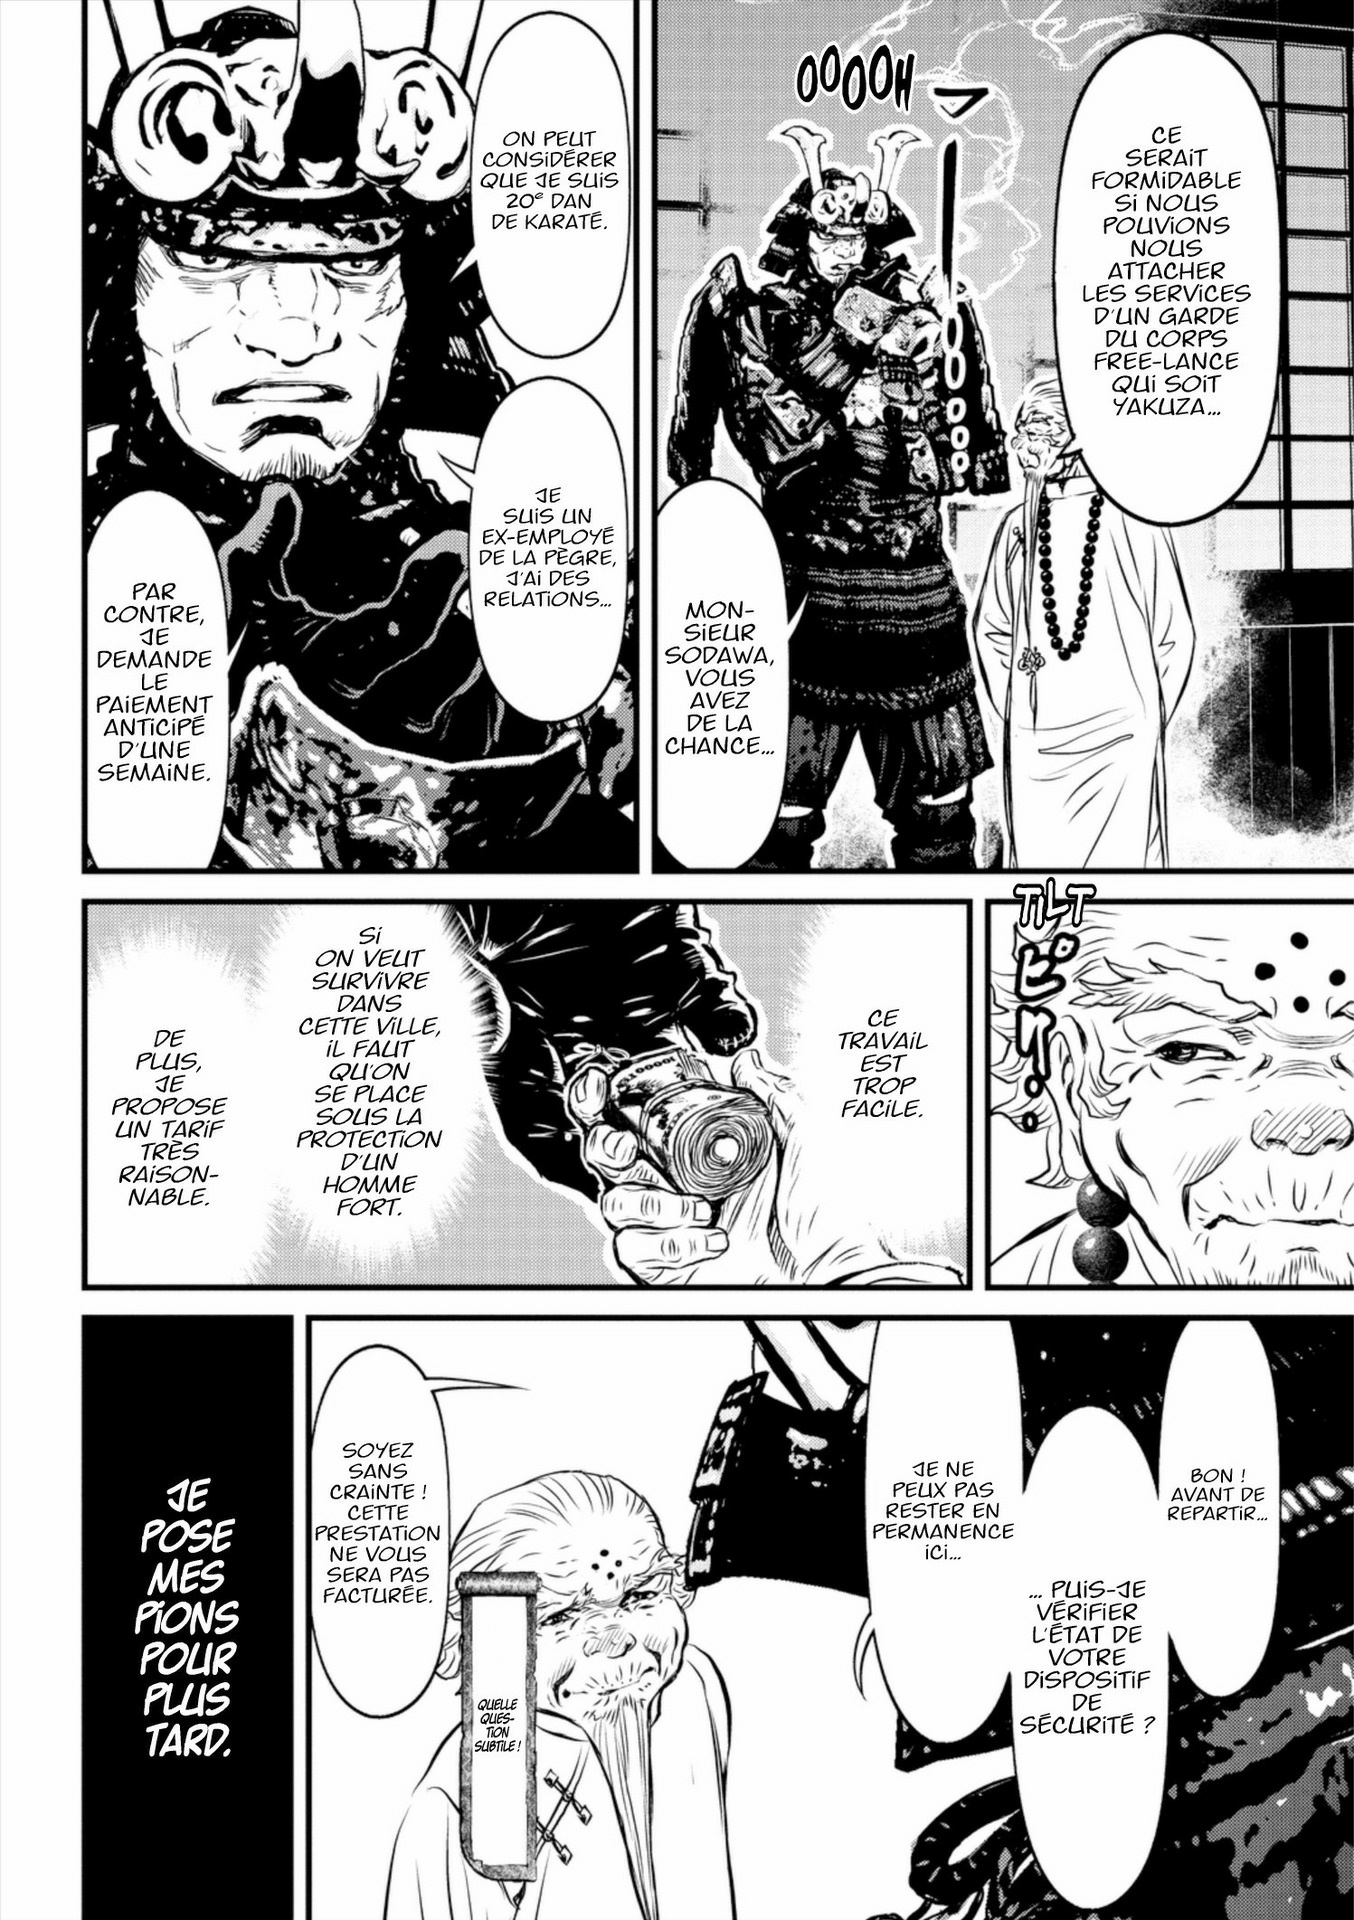 OOOOH
CE
SERAIT
FORMIDABLE
SI NOUS
POUVIONS
NOUS
ATTACHER
LES SERVICES
D'UN GARDE
DU CORPS
FREE-LANCE
QUI SOIT
YAKUZA...
MON-
SIEUR
SODAWA,
VOUS
AVEZ
DE LA
CHANCE...
ON PEUT
CONSIDÉRER
QUE JE SUIS
20e DAN
DE KARATÉ.
JE
SUIS UN
EX-EMPLOYÉ
DE LA PÈGRE,
J'AI DES
RELATIONS...
PAR
CONTRE,
JE
DEMANDE
LE
PAIEMENT
ANTICIPÉ
D'UNE
SEMAINE.
TILT
ピケ
CE
TRAVAIL
EST
TROP
FACILE.
SI
ON VEUT
SURVIVRE
DANS
CETTE VILLE,
IL FAUT
QU'ON
SE PLACE
SOUS LA
PROTECTION
D'UN
HOMME
FORT.
DE
PLUS,
JE
PROPOSE
UN TARIF
TRÈS
RAISON-
NABLE.
BON !
AVANT DE
REPARTIR...
... PUIS-JE
VÉRIFIER
L'ÉTAT DE
VOTRE
DISPOSITIF
DE
SÉCURITÉ ?
JE NE
PEUX PAS
RESTER EN
PERMANENCE
ICI...
SOYEZ
SANS
CRAINTE !
CETTE
PRESTATION
NE VOUS
SERA PAS
FACTURÉE.
QUELLE
QUES-
TION
SUBTILE !
JE
POSE
MES
PIONS
POUR
PLUS
TARD.